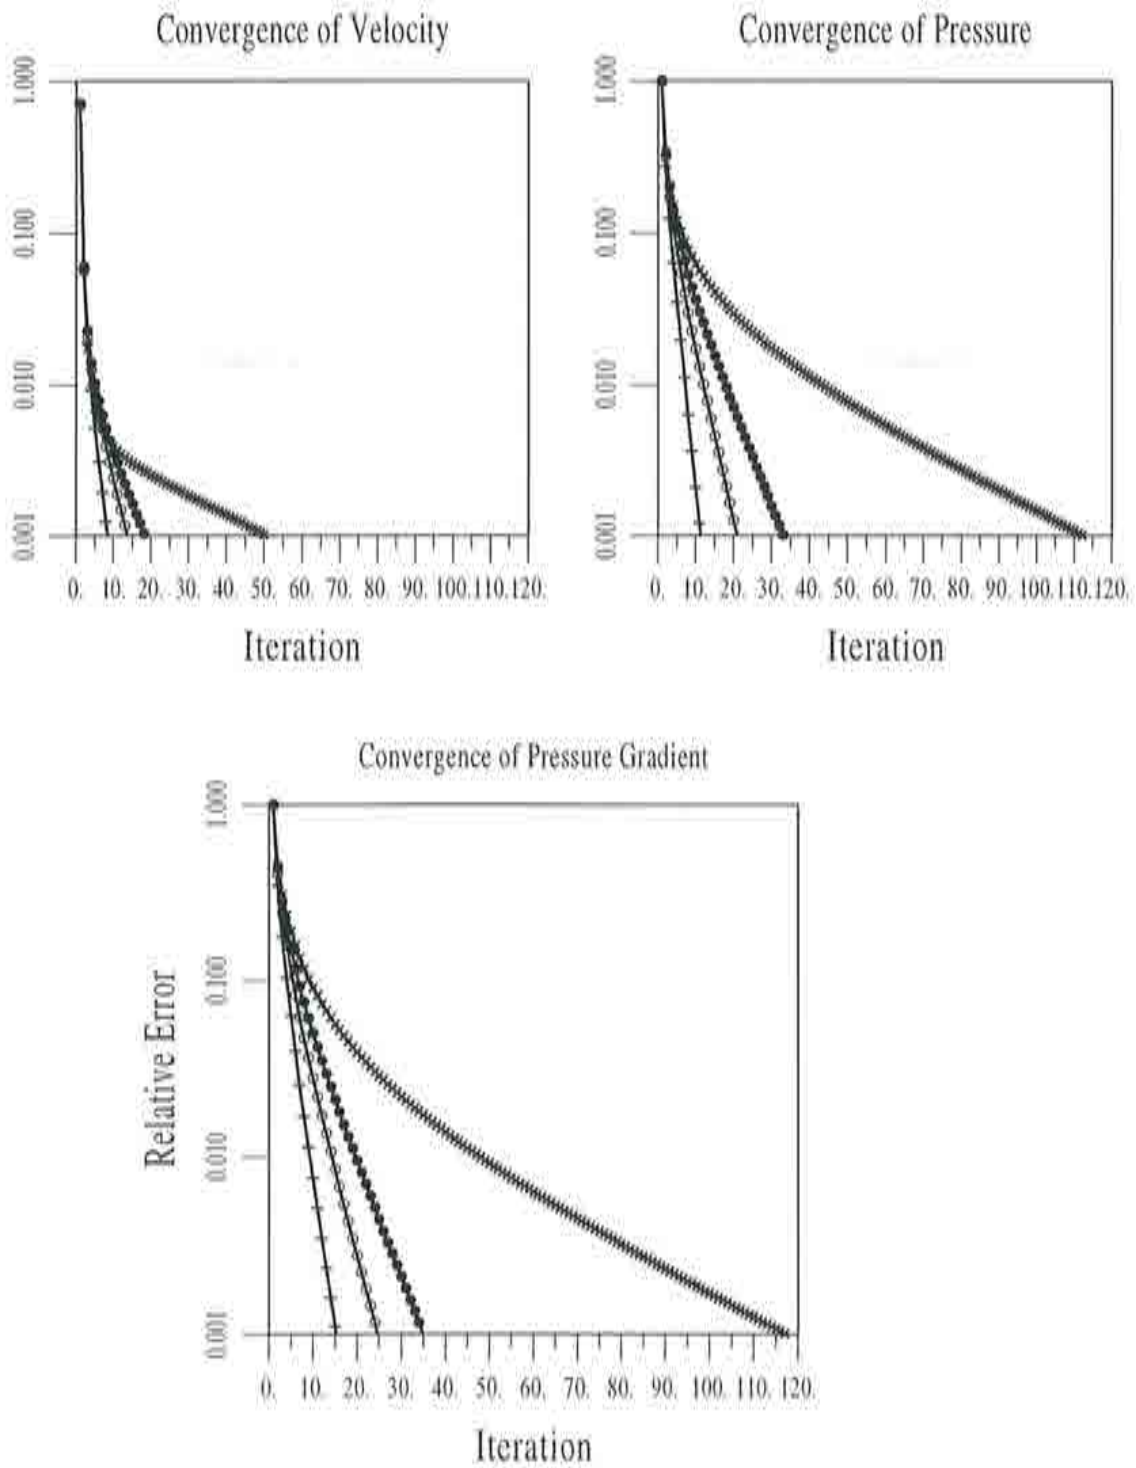 Convergence of Velocity
1.000
0.100
0.010
0.001
0. 10. 20. 30. 40. 50. 60. 70. 80. 90. 100. 110. 120.
Iteration
Convergence of Pressure
1.000
0.100
0.010
0.001
0. 10. 20. 30. 40. 50. 60. 70. 80. 90. 100. 110. 120.
Iteration
Convergence of Pressure Gradient
Relative Error
1.000
0.100
0.010
0.001
0. 10. 20. 30. 40. 50. 60. 70. 80. 90. 100. 110. 120.
Iteration